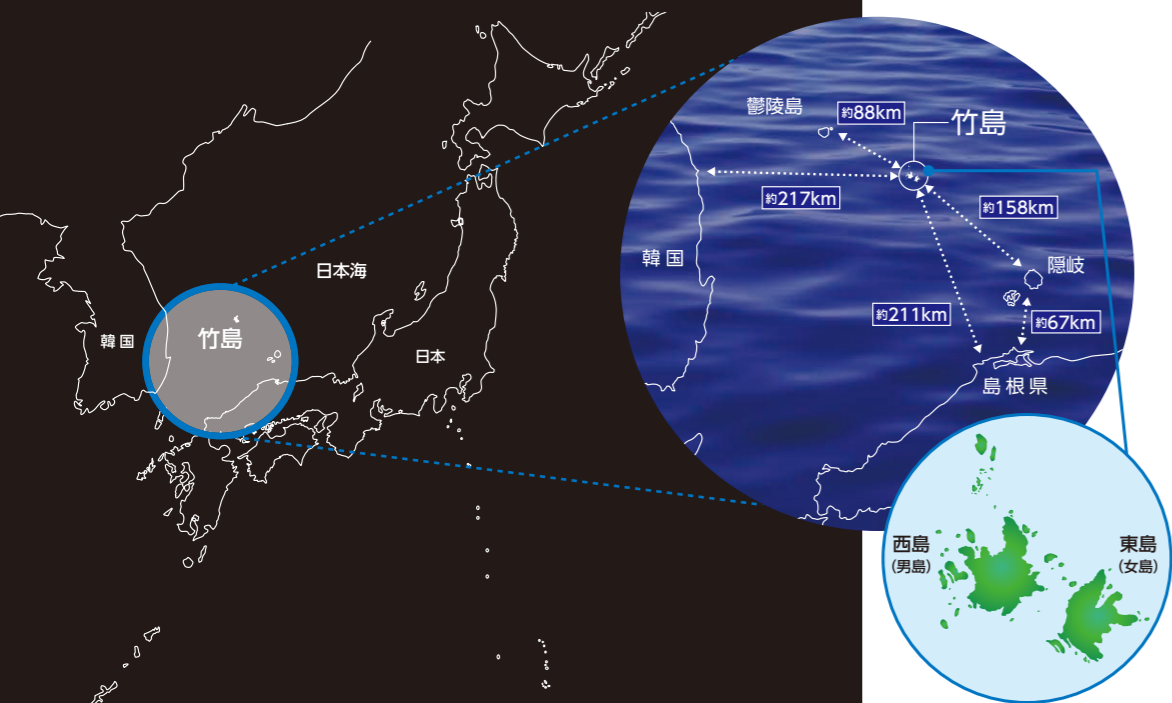 日本海
韓国
竹島
日本
鬱陵島
約88km
竹島
約217km
約158km
韓国
隠岐
約211km
約67km
島根県
西島
(男島)
東島
(女島)